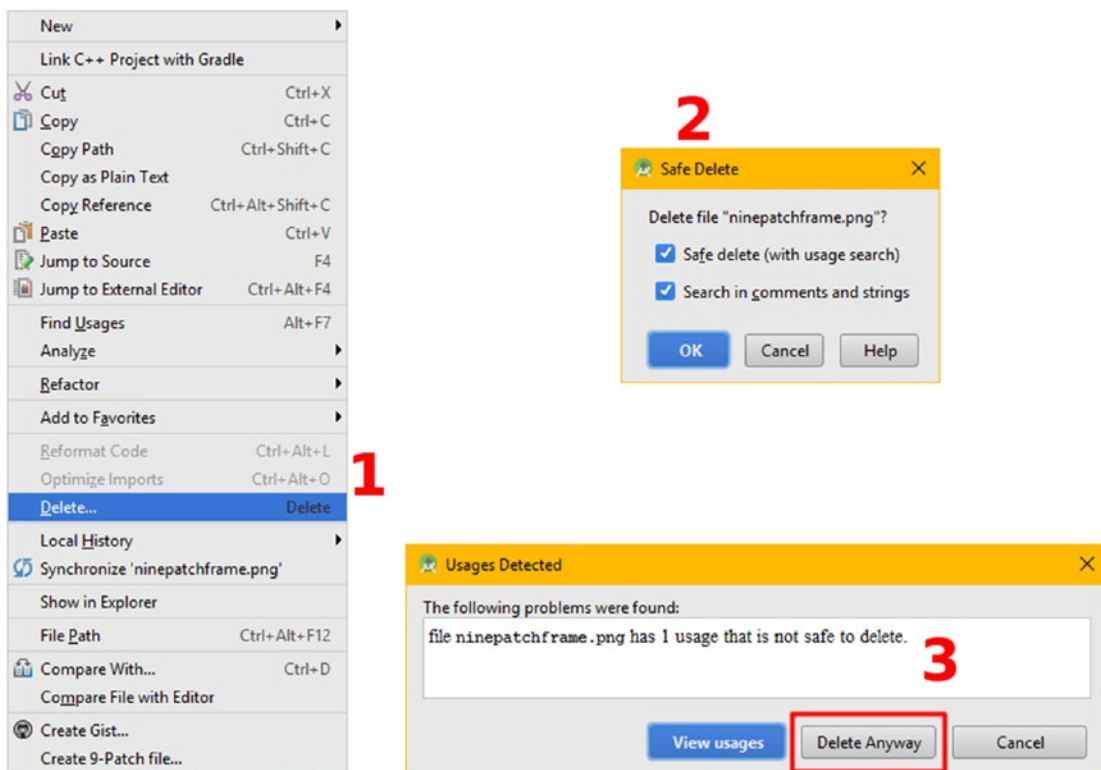 New
Link C++ Project with Gradle
Cut Ctrl+X
Copy Ctrl+C
Copy Path Ctrl+Shift+C
Copy as Plain Text
Copy Reference Ctrl+Alt+Shift+C
Paste Ctrl+V
Jump to Source F4
Jump to External Editor Ctrl+Alt+F4
Find Usages Alt+F7
Analyze
Refactor
Add to Favorites
Reformat Code Ctrl+Alt+L
Optimize Imports Ctrl+Alt+O
Delete... Delete
Local History
Synchronize 'ninepatchframe.png'
Show in Explorer
File Path Ctrl+Alt+F12
Compare With... Ctrl+D
Compare File with Editor
Create Gist...
Create 9-Patch file...
1
2
Safe Delete
Delete file "ninepatchframe.png"?
Safe delete (with usage search)
Search in comments and strings
OK Cancel Help
Usages Detected
The following problems were found:
file ninepatchframe.png has 1 usage that is not safe to delete.
3
View usages Delete Anyway Cancel